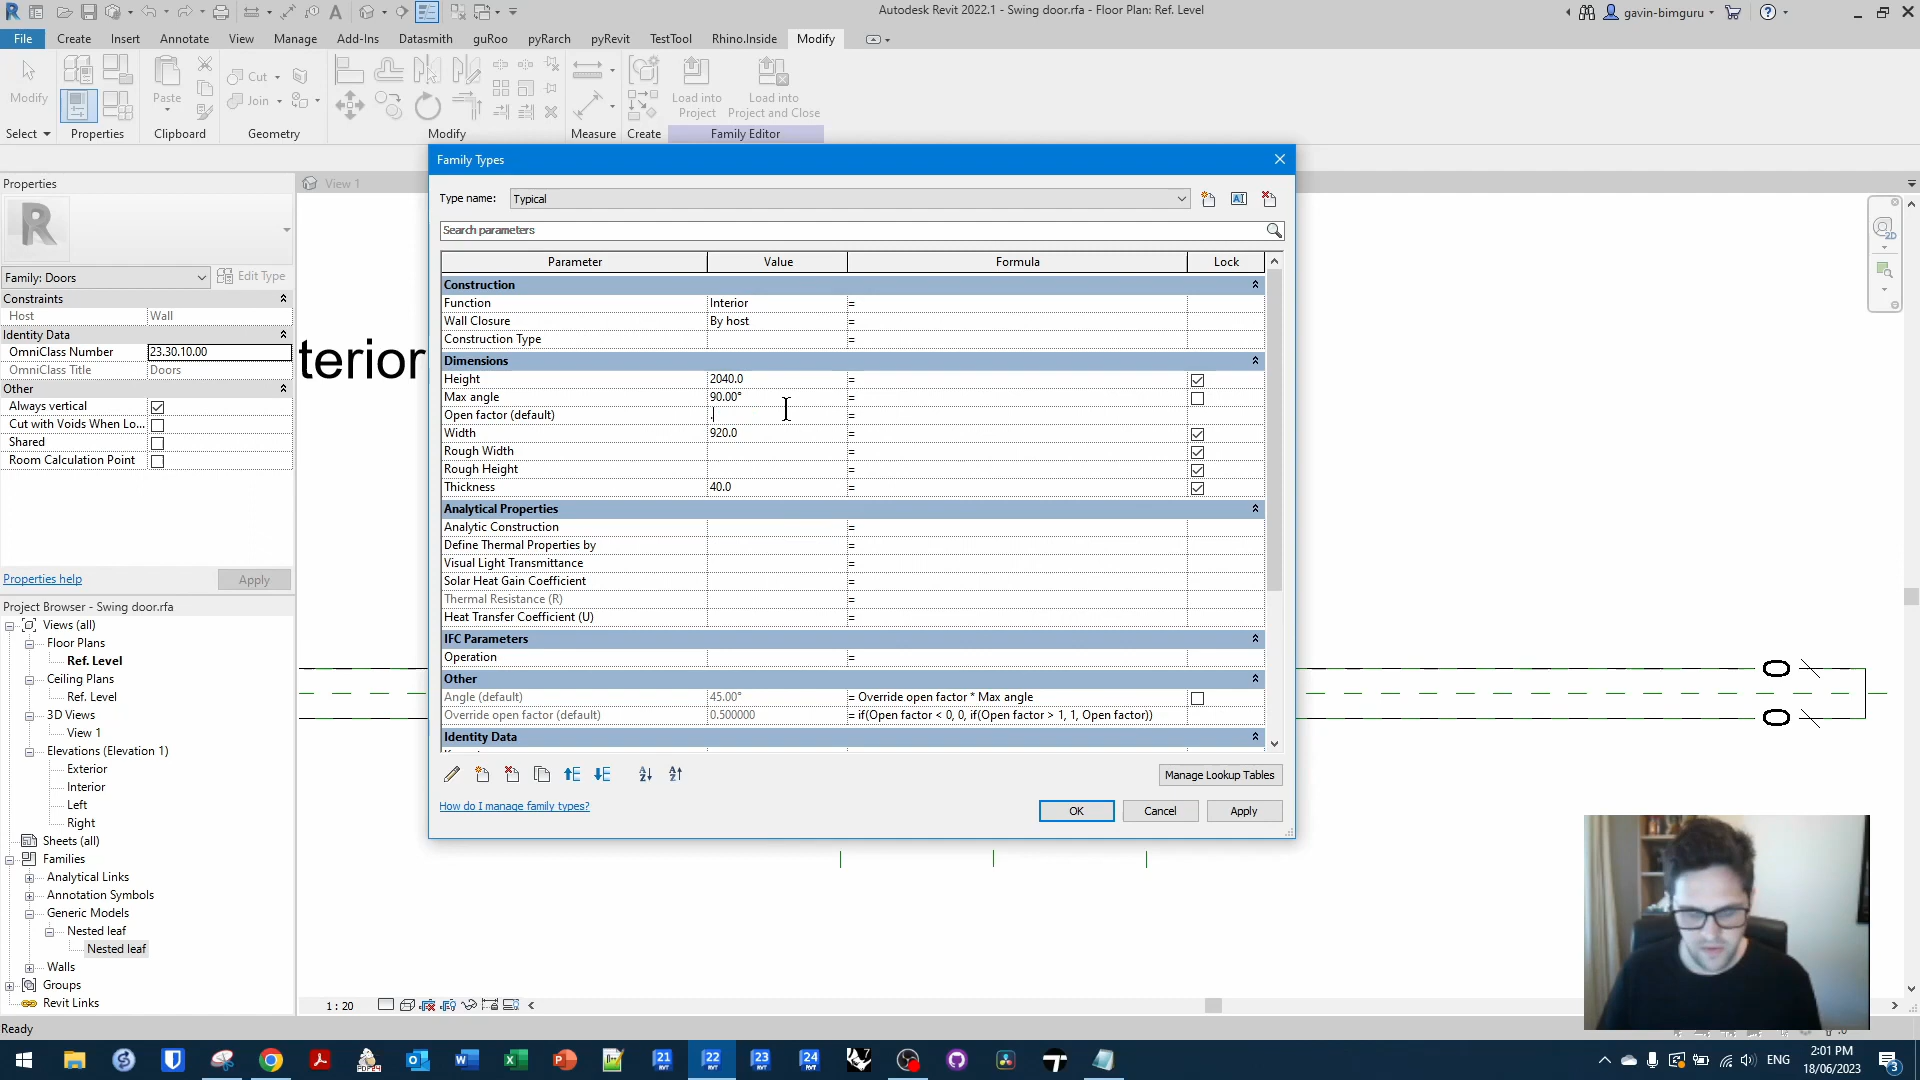 Autodesk Revit 2022.1 - Swing door.rfa - Floor Plan: Ref. Level
gavin-bimguru
File
Create
Insert
Annotate
View
Manage
Add-Ins
Datasmith
guRoo
pyRarch
pyRevit
TestTool
Rhino.Inside
Modify
Modify
Paste
Cut
Join
Load into
Project
Load into
Project and Close
Select
Properties
Clipboard
Geometry
Modify
Measure
Create
Family Editor
Properties
View 1
R
Family: Doors
Edit Type
Constraints
Host
Wall
Identity Data
OmniClass Number
23.30.10.00
OmniClass Title
Doors
Other
Always vertical
Cut with Voids When Lo...
Shared
Room Calculation Point
Properties help
Apply
Project Browser - Swing door.rfa
Views (all)
Floor Plans
Ref. Level
Ceiling Plans
Ref. Level
3D Views
View 1
Elevations (Elevation 1)
Exterior
Interior
Left
Right
Sheets (all)
Families
Analytical Links
Annotation Symbols
Generic Models
Nested leaf
Nested leaf
Walls
Groups
Revit Links
Ready
terior
Family Types
Type name:
Typical
Search parameters
Parameter
Value
Formula
Lock
Construction
Function
Interior
=
Wall Closure
By host
=
Construction Type
=
Dimensions
Height
2040.0
=
Max angle
90.00°
=
Open factor (default)
.
=
Width
920.0
=
Rough Width
=
Rough Height
=
Thickness
40.0
=
Analytical Properties
Analytic Construction
=
Define Thermal Properties by
=
Visual Light Transmittance
=
Solar Heat Gain Coefficient
=
Thermal Resistance (R)
=
Heat Transfer Coefficient (U)
=
IFC Parameters
Operation
=
Other
Angle (default)
45.00°
= Override open factor * Max angle
Override open factor (default)
0.500000
= if(Open factor < 0, 0, if(Open factor > 1, 1, Open factor))
Identity Data
Manage Lookup Tables
How do I manage family types?
OK
Cancel
Apply
1 : 20
2D
21
RVT
22
RVT
23
RVT
24
RVT
ENG
2:01 PM
18/06/2023
3